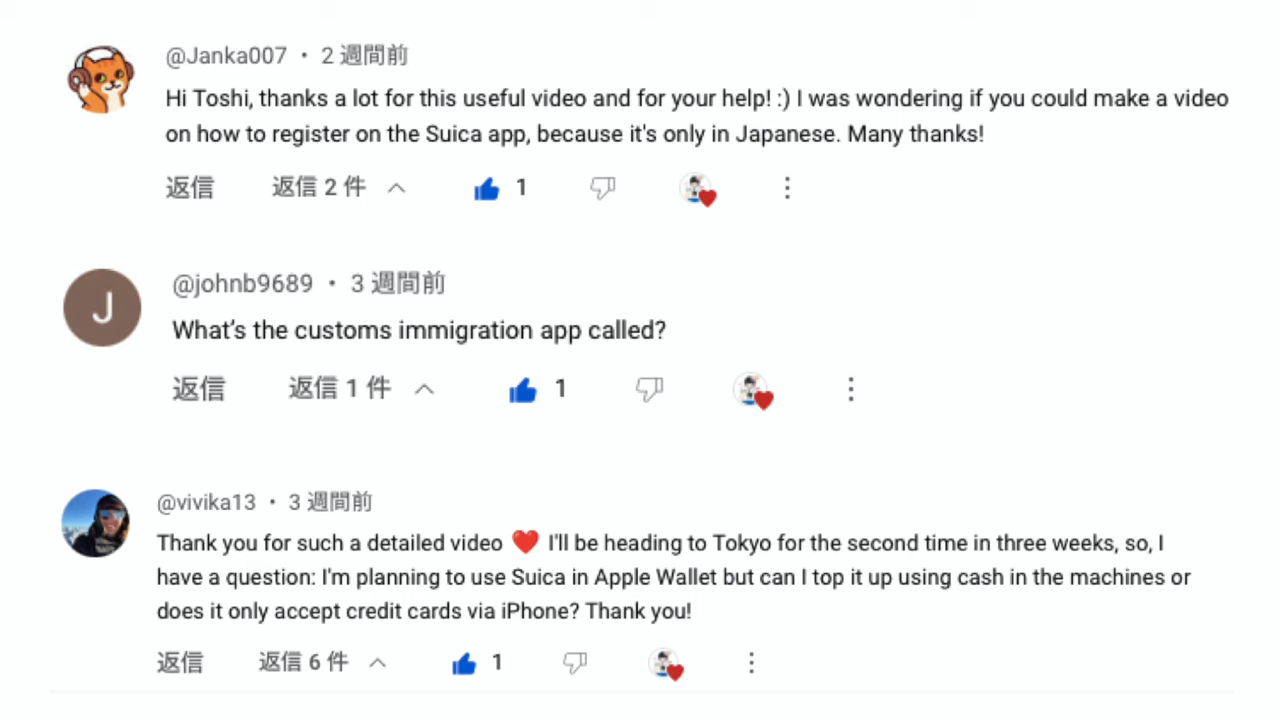 @Janka007 • 2 週間前
Hi Toshi, thanks a lot for this useful video and for your help! :) I was wondering if you could make a video
on how to register on the Suica app, because it's only in Japanese. Many thanks!
返信 返信 2 件 1
J
@johnb9689 • 3 週間前
What's the customs immigration app called?
返信 返信 1 件 1
@vivika13 • 3 週間前
Thank you for such a detailed video ❤️ I'll be heading to Tokyo for the second time in three weeks, so, I
have a question: I'm planning to use Suica in Apple Wallet but can I top it up using cash in the machines or
does it only accept credit cards via iPhone? Thank you!
返信 返信 6 件 1